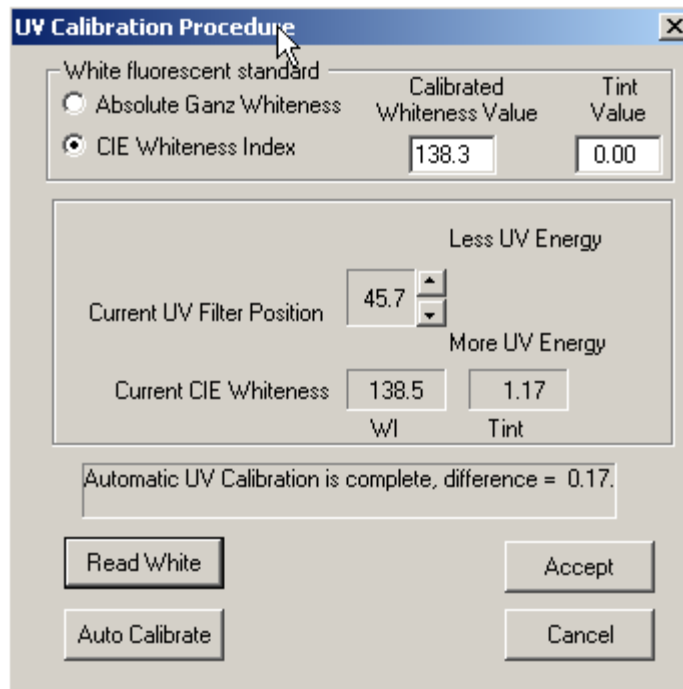 UV Calibration Procedure
White fluorescent standard
Absolute Ganz Whiteness
CIE Whiteness Index
Calibrated
Whiteness Value
138.3
Tint
Value
0.00
Less UV Energy
Current UV Filter Position
45.7
More UV Energy
Current CIE Whiteness
138.5
1.17
WI
Tint
Automatic UV Calibration is complete, difference = 0.17.
Read White
Accept
Auto Calibrate
Cancel